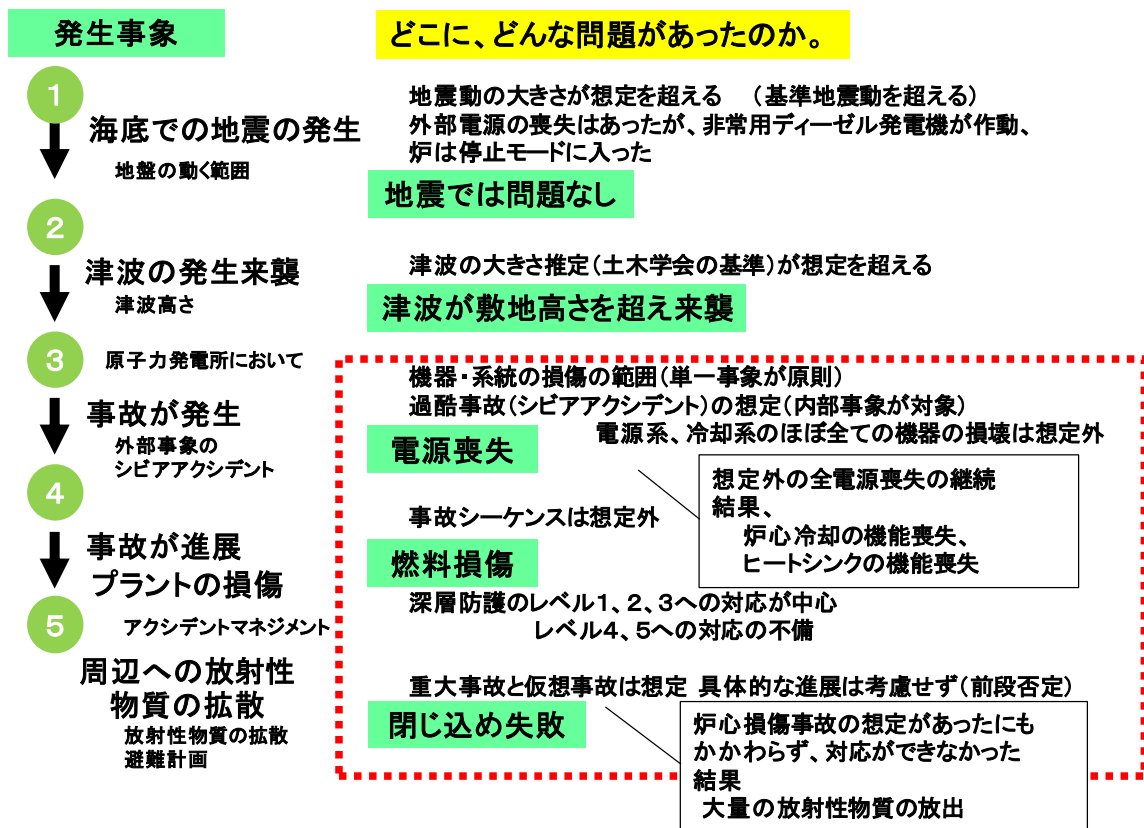 発生事象
どこに、どんな問題があったのか。
1
海底での地震の発生
地盤の動く範囲
地震動の大きさが想定を超える （基準地震動を超える）
外部電源の喪失はあったが、非常用ディーゼル発電機が作動、
炉は停止モードに入った
地震では問題なし
2
津波の発生来襲
津波高さ
津波の大きさ推定(土木学会の基準)が想定を超える
津波が敷地高さを超え来襲
3
原子力発電所において
事故が発生
外部事象の
シビアアクシデント
機器・系統の損傷の範囲(単一事象が原則)
過酷事故(シビアアクシデント)の想定(内部事象が対象)
電源系、冷却系のほぼ全ての機器の損壊は想定外
電源喪失
想定外の全電源喪失の継続
結果、
炉心冷却の機能喪失、
ヒートシンクの機能喪失
4
事故が進展
プラントの損傷
事故シーケンスは想定外
燃料損傷
深層防護のレベル1、2、3への対応が中心
レベル4、5への対応の不備
5
アクシデントマネジメント
周辺への放射性
物質の拡散
放射性物質の拡散
避難計画
重大事故と仮想事故は想定 具体的な進展は考慮せず(前段否定)
閉じ込め失敗
炉心損傷事故の想定があったにも
かかわらず、対応ができなかった
結果
大量の放射性物質の放出